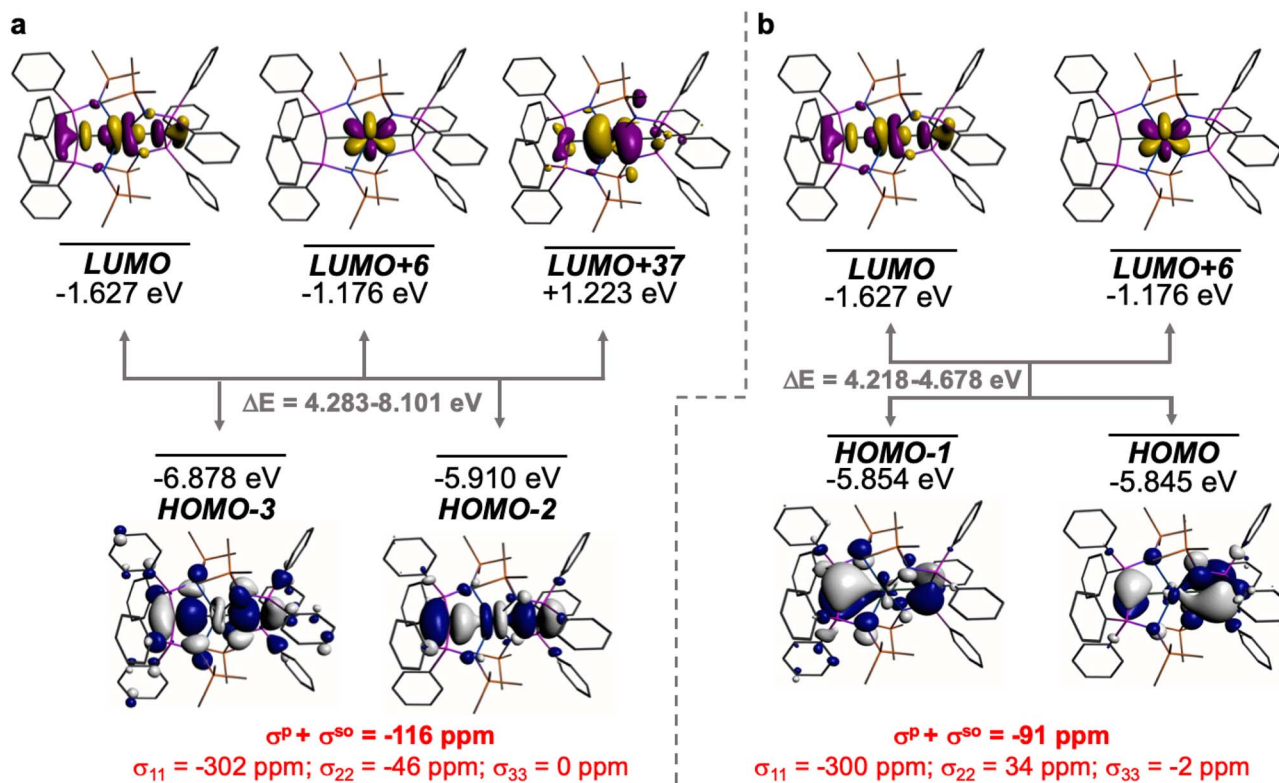 a
LUMO
-1.627 eV
LUMO+6
-1.176 eV
LUMO+37
+1.223 eV
ΔE = 4.283-8.101 eV
-6.878 eV
HOMO-3
-5.910 eV
HOMO-2
σᵖ + σˢᵒ = -116 ppm
σ₁₁ = -302 ppm; σ₂₂ = -46 ppm; σ₃₃ = 0 ppm
b
LUMO
-1.627 eV
LUMO+6
-1.176 eV
ΔE = 4.218-4.678 eV
HOMO-1
-5.854 eV
HOMO
-5.845 eV
σᵖ + σˢᵒ = -91 ppm
σ₁₁ = -300 ppm; σ₂₂ = 34 ppm; σ₃₃ = -2 ppm